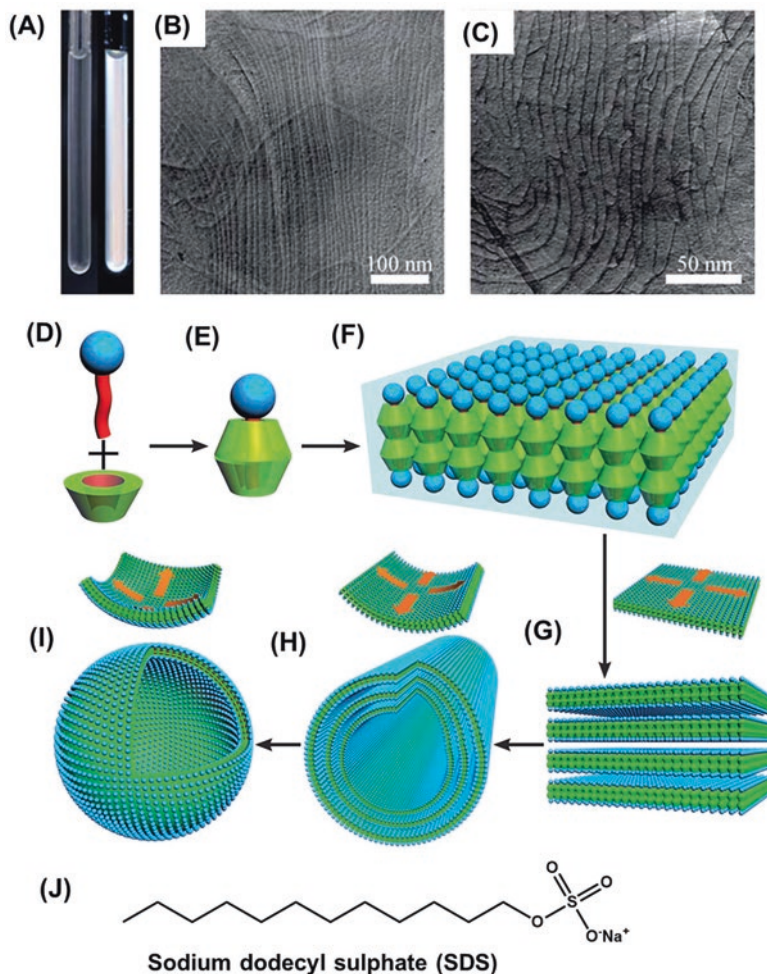 (A)
(B)
(C)
100 nm
50 nm
(D)
(E)
(F)
+
(I)
(H)
(G)
(J)
O
O
S
O
O⁻Na⁺
Sodium dodecyl sulphate (SDS)